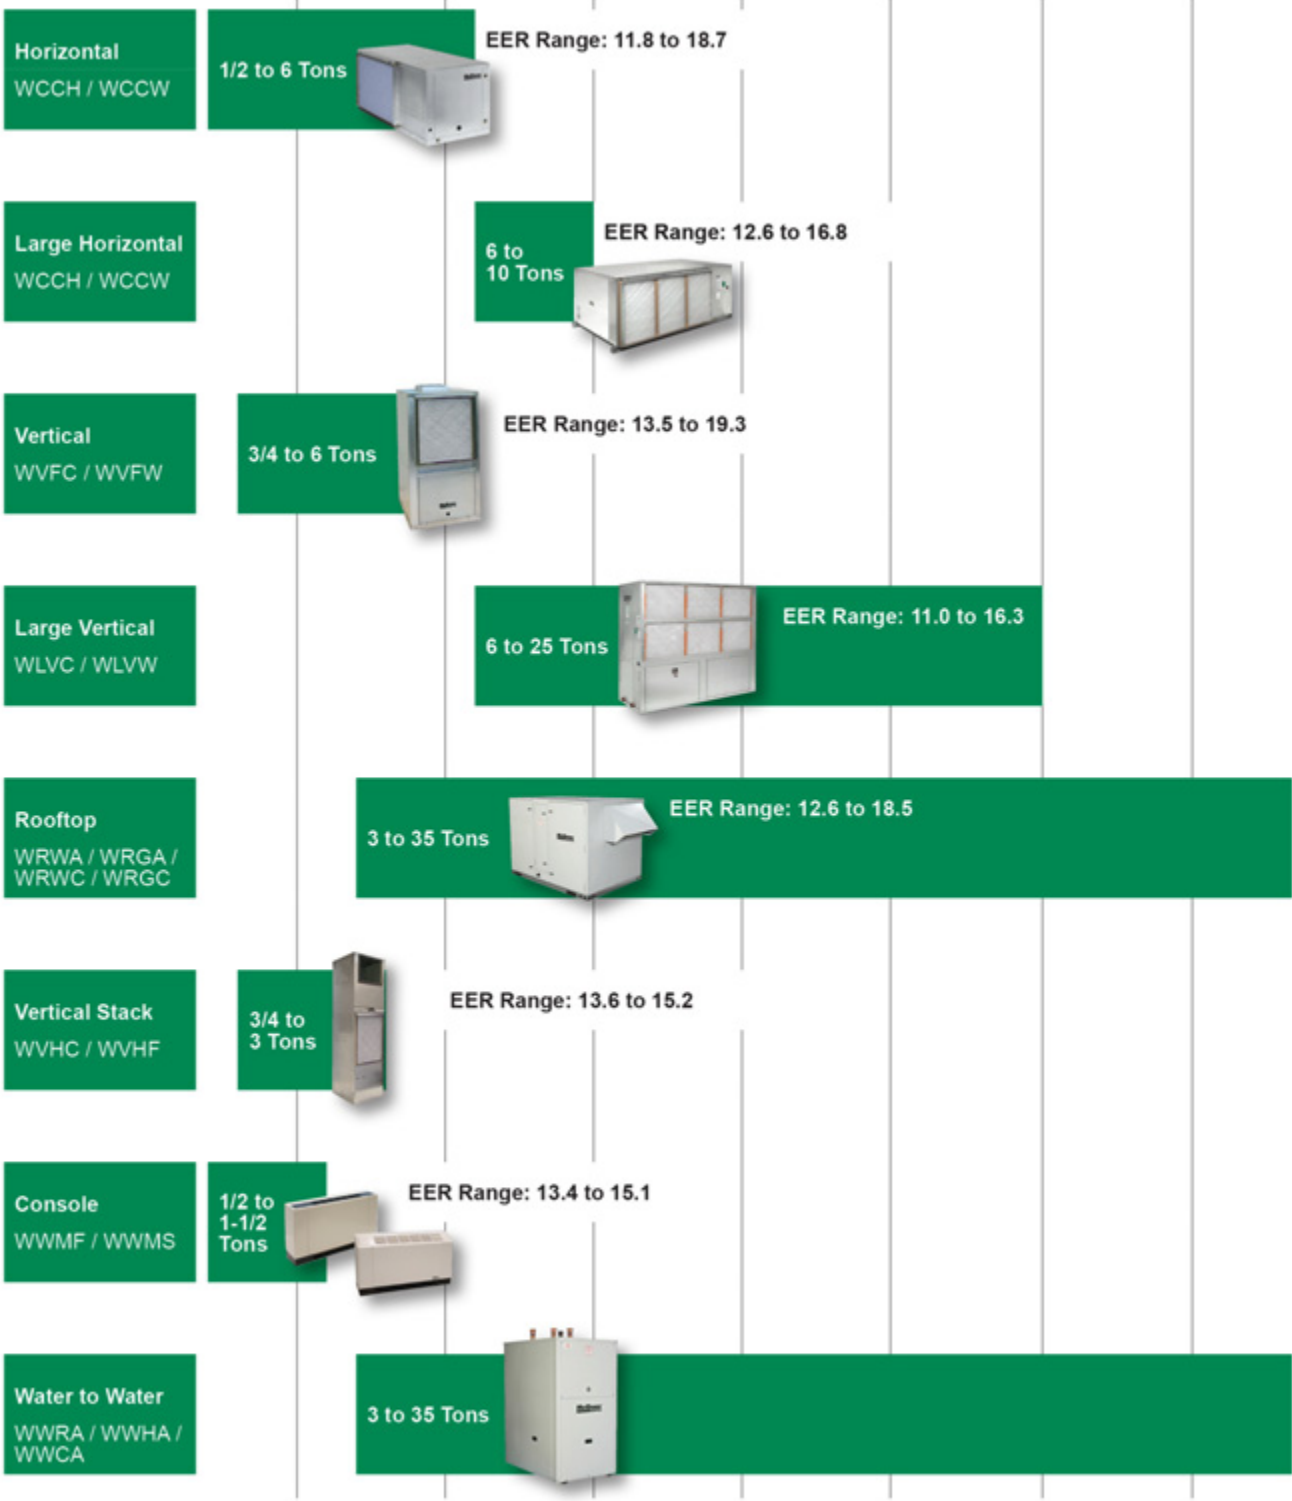 Horizontal
WCCH / WCCW
1/2 to 6 Tons
EER Range: 11.8 to 18.7
Large Horizontal
WCCH / WCCW
6 to
10 Tons
EER Range: 12.6 to 16.8
Vertical
WVFC / WVFW
3/4 to 6 Tons
EER Range: 13.5 to 19.3
Large Vertical
WLVC / WLVW
6 to 25 Tons
EER Range: 11.0 to 16.3
Rooftop
WRWA / WRGA /
WRWC / WRGC
3 to 35 Tons
EER Range: 12.6 to 18.5
Vertical Stack
WVHC / WVHF
3/4 to
3 Tons
EER Range: 13.6 to 15.2
Console
WWMF / WWMS
1/2 to
1-1/2
Tons
EER Range: 13.4 to 15.1
Water to Water
WWRA / WWHA /
WWCA
3 to 35 Tons